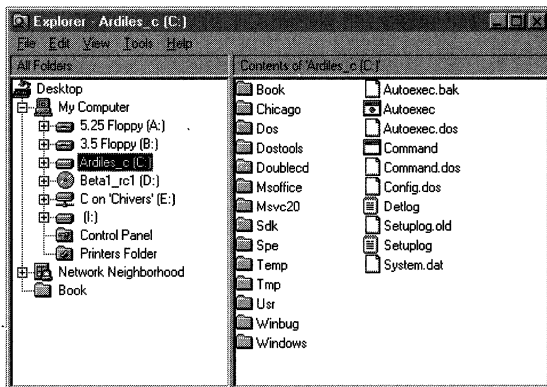 Explorer - Ardiles_c (C:)
File Edit View Tools Help
All Folders
Contents of 'Ardiles_c (C:)'
Desktop
My Computer
5.25 Floppy (A:)
3.5 Floppy (B:)
Ardiles_c (C:)
Beta1_rc1 (D:)
C on 'Chivers' (E:)
(I:)
Control Panel
Printers Folder
Network Neighborhood
Book
Book
Chicago
Dos
Dostools
Doublecd
Msoffice
Msvc20
Sdk
Spe
Temp
Tmp
Usr
Winbug
Windows
Autoexec.bak
Autoexec
Autoexec.dos
Command
Command.dos
Config.dos
Detlog
Setuplog.old
Setuplog
System.dat